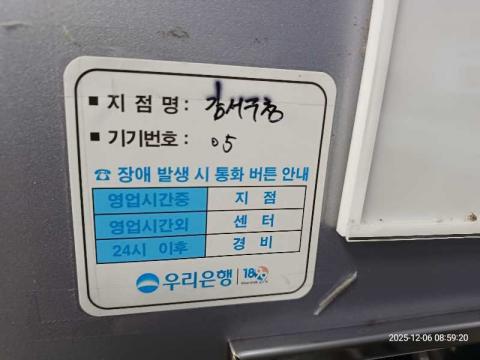 ■ 지 점 명 : 강서구청
■ 기기번호 : 05
☎ 장애 발생 시 통화 버튼 안내
영업시간중 지 점
영업시간외 센 터
24시 이후 경 비
우리은행
2025-12-06 08:59:20